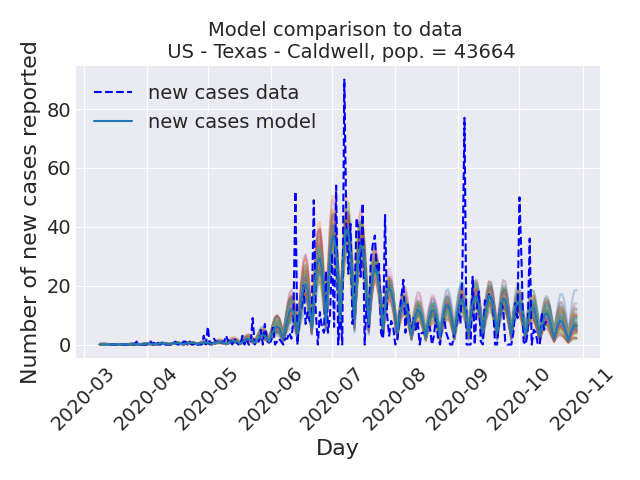 Model comparison to data
US - Texas - Caldwell, pop. = 43664
new cases data
new cases model
Number of new cases reported
80
60
40
20
0
2020-03
2020-04
2020-05
2020-06
2020-07
2020-08
2020-09
2020-10
2020-11
Day